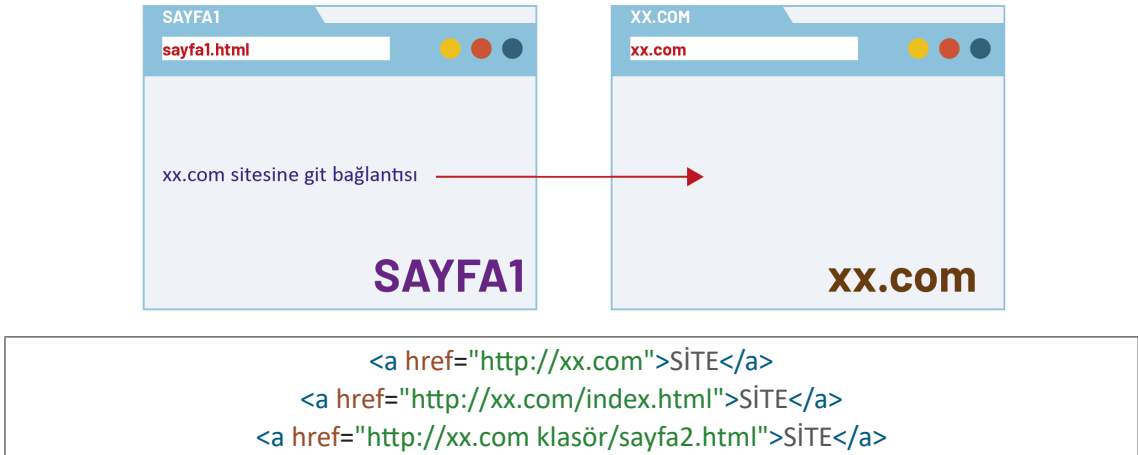 SAYFA1
sayfa1.html
xx.com sitesine git bağlantısı
SAYFA1
XX.COM
xx.com
xx.com
<a href="http://xx.com">SİTE</a>
<a href="http://xx.com/index.html">SİTE</a>
<a href="http://xx.com klasör/sayfa2.html">SİTE</a>